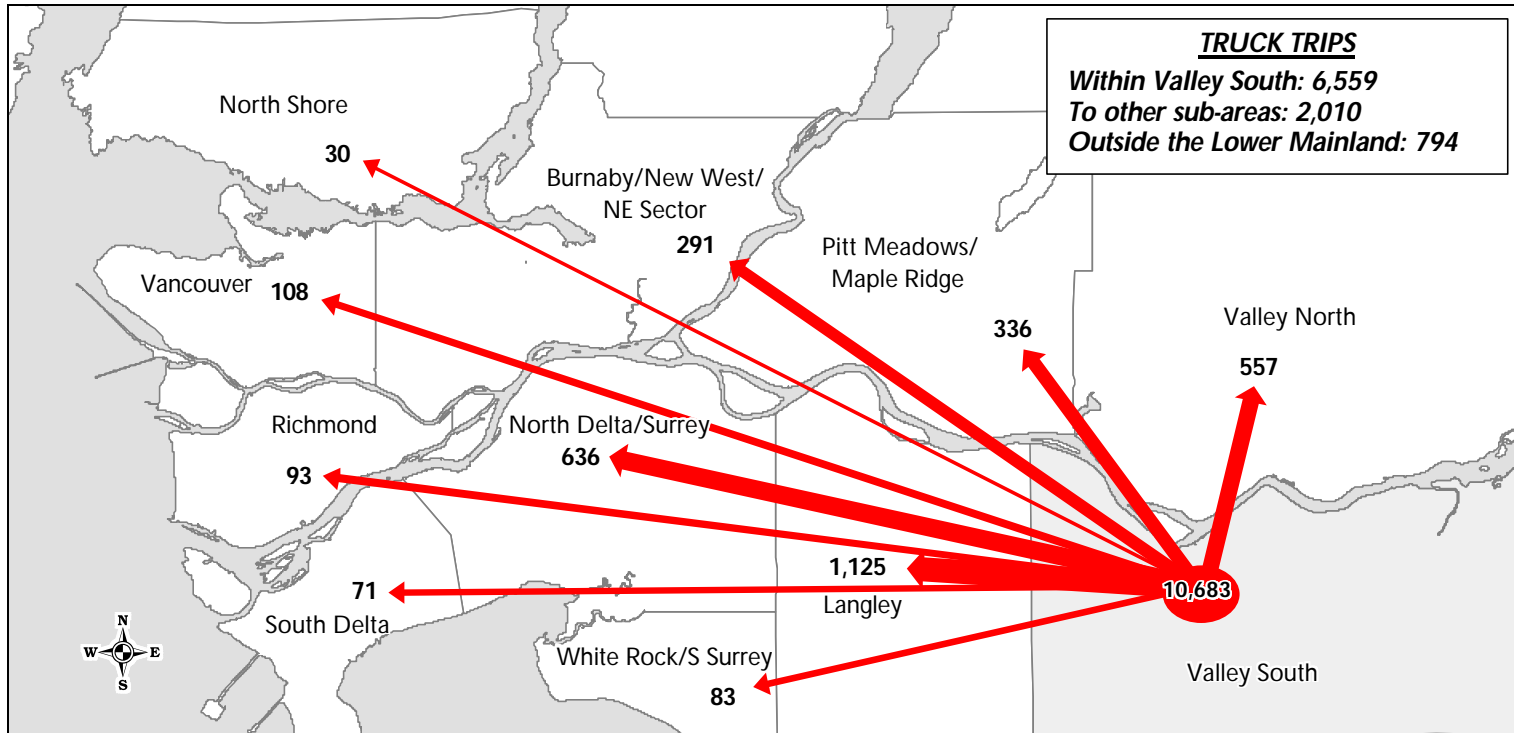 TRUCK TRIPS
Within Valley South: 6,559
To other sub-areas: 2,010
Outside the Lower Mainland: 794
North Shore
30
Burnaby/New West/
NE Sector
291
Pitt Meadows/
Maple Ridge
336
Valley North
557
Vancouver
108
Richmond
93
North Delta/Surrey
636
1,125
Langley
10,683
71
South Delta
White Rock/S Surrey
83
Valley South
N
W
E
S